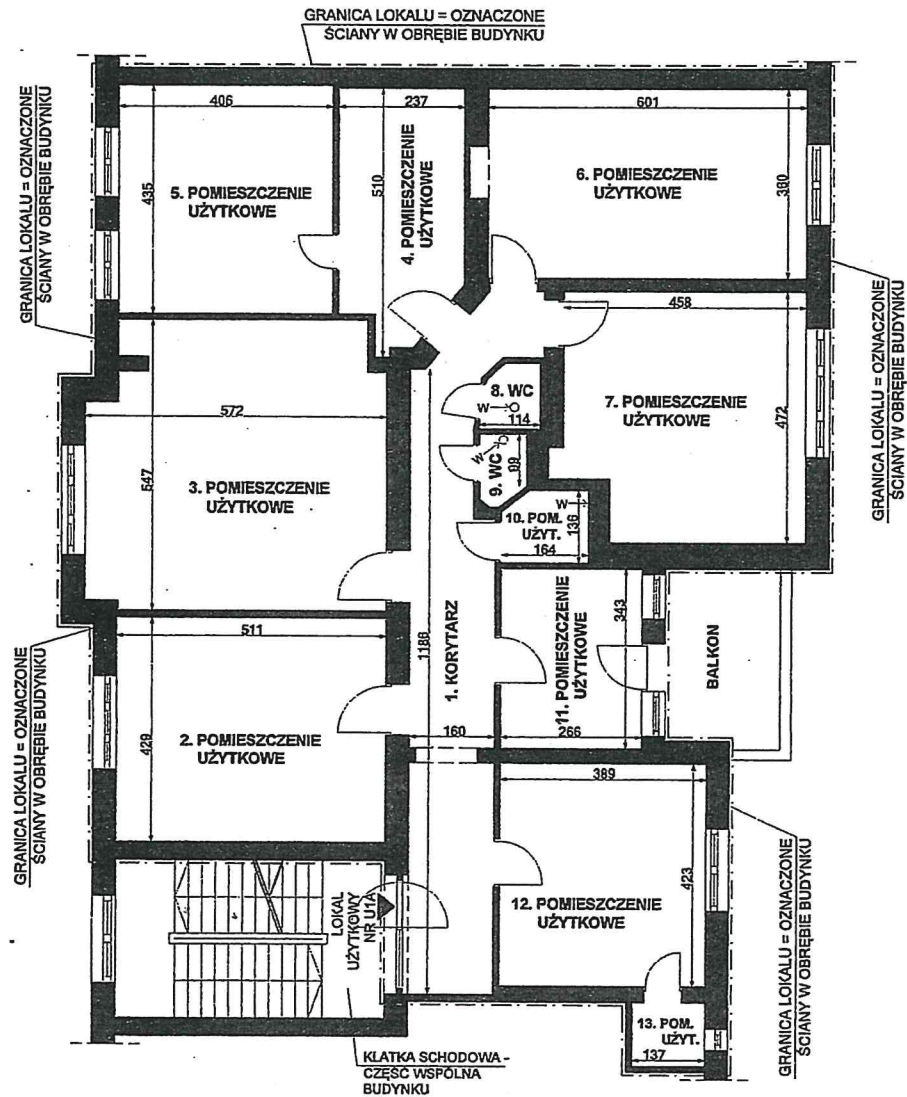 GRANICA LOKALU = OZNACZONE
ŚCIANY W OBRĘBIE BUDYNKU
GRANICA LOKALU = OZNACZONE
ŚCIANY W OBRĘBIE BUDYNKU
406
237
601
435
510
380
5. POMIESZCZENIE
UŻYTKOWE
4. POMIESZCZENIE
UŻYTKOWE
6. POMIESZCZENIE
UŻYTKOWE
GRANICA LOKALU = OZNACZONE
ŚCIANY W OBRĘBIE BUDYNKU
458
472
7. POMIESZCZENIE
UŻYTKOWE
8. WC
W
114
572
547
3. POMIESZCZENIE
UŻYTKOWE
9. WC
W
99
10. POM.
UŻYT.
W
136
164
1186
1. KORYTARZ
160
343
11. POMIESZCZENIE
UŻYTKOWE
266
BALKON
GRANICA LOKALU = OZNACZONE
ŚCIANY W OBRĘBIE BUDYNKU
511
429
2. POMIESZCZENIE
UŻYTKOWE
389
423
12. POMIESZCZENIE
UŻYTKOWE
GRANICA LOKALU = OZNACZONE
ŚCIANY W OBRĘBIE BUDYNKU
LOKAL
UŻYTKOWY
NR U1A
13. POM.
UŻYT.
137
KLATKA SCHODOWA -
CZĘŚĆ WSPÓLNA
BUDYNKU